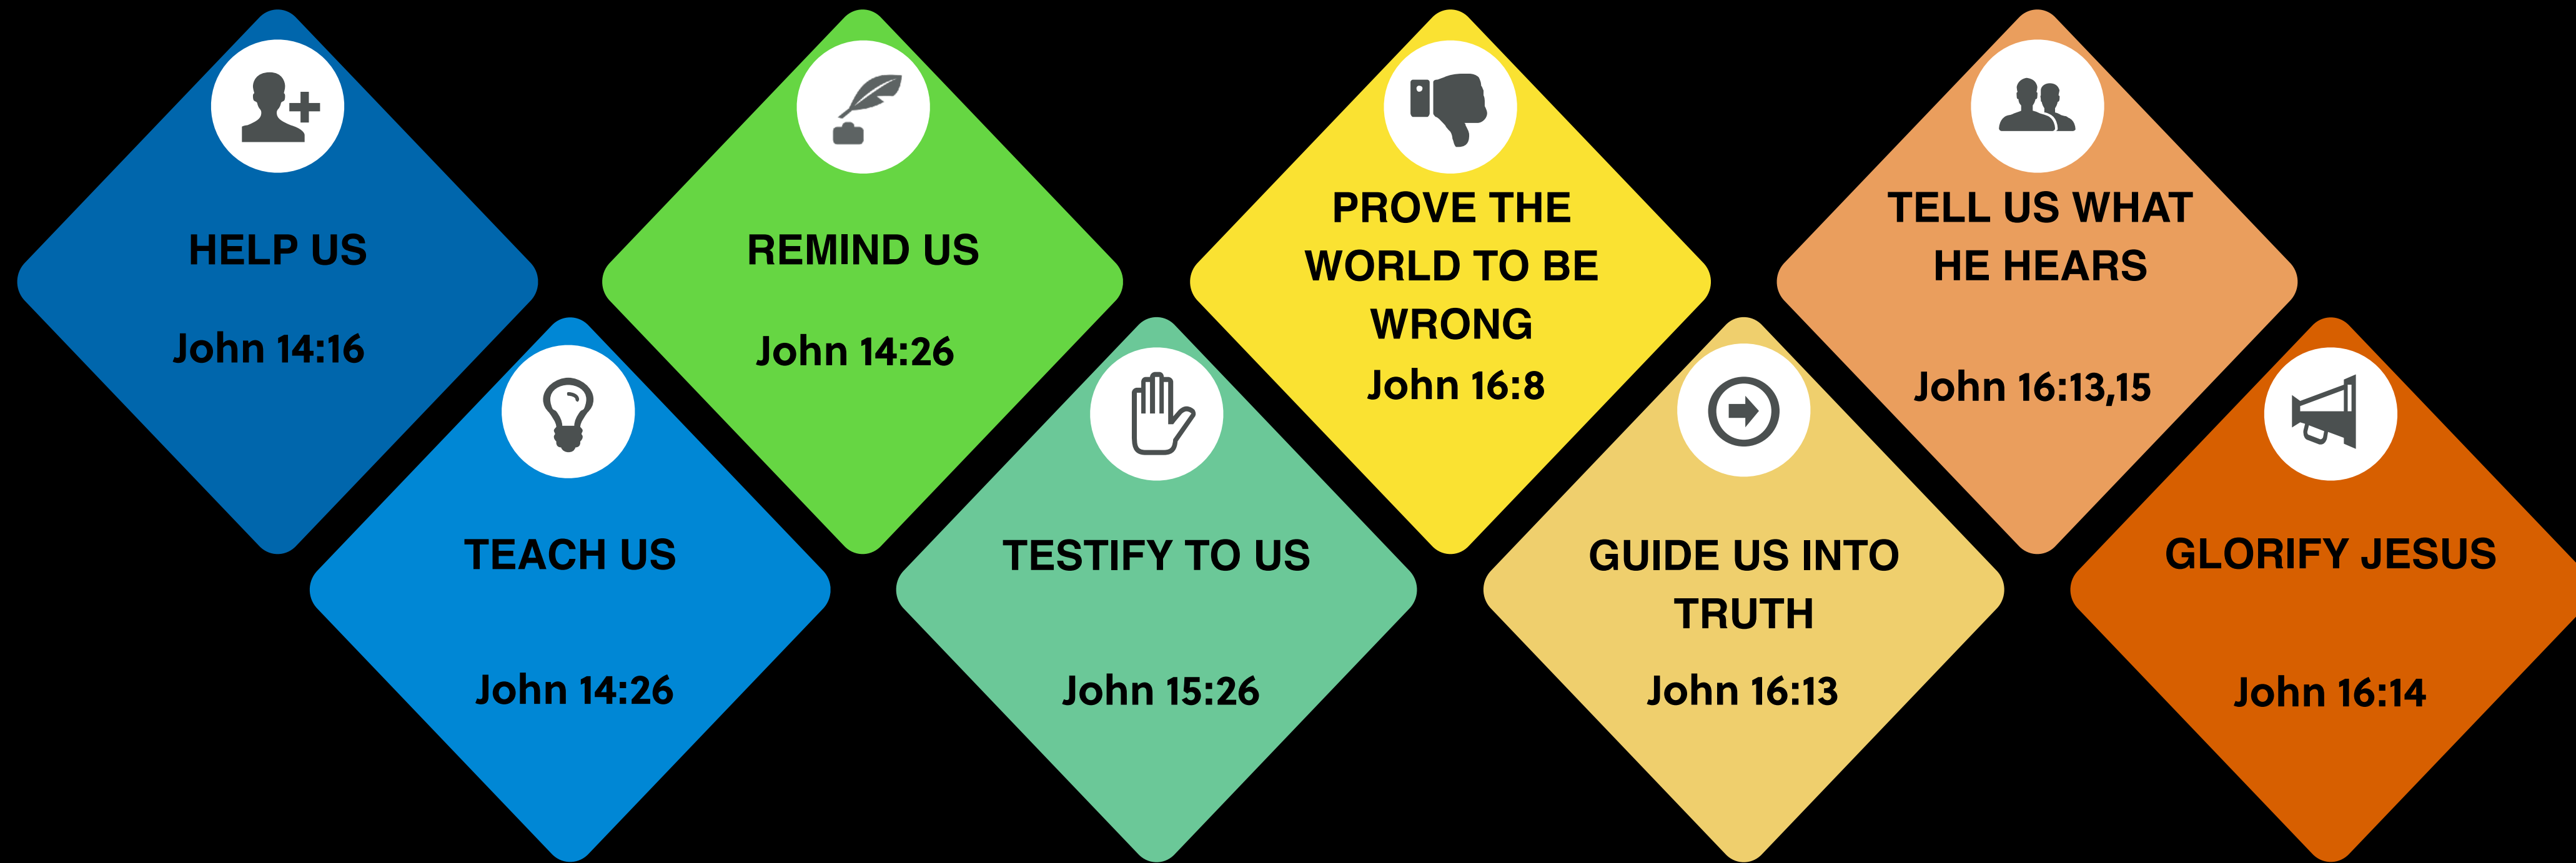 HELP US
John 14:16
TEACH US
John 14:26
REMIND US
John 14:26
TESTIFY TO US
John 15:26
PROVE THE
WORLD TO BE
WRONG
John 16:8
GUIDE US INTO
TRUTH
John 16:13
TELL US WHAT
HE HEARS
John 16:13,15
GLORIFY JESUS
John 16:14